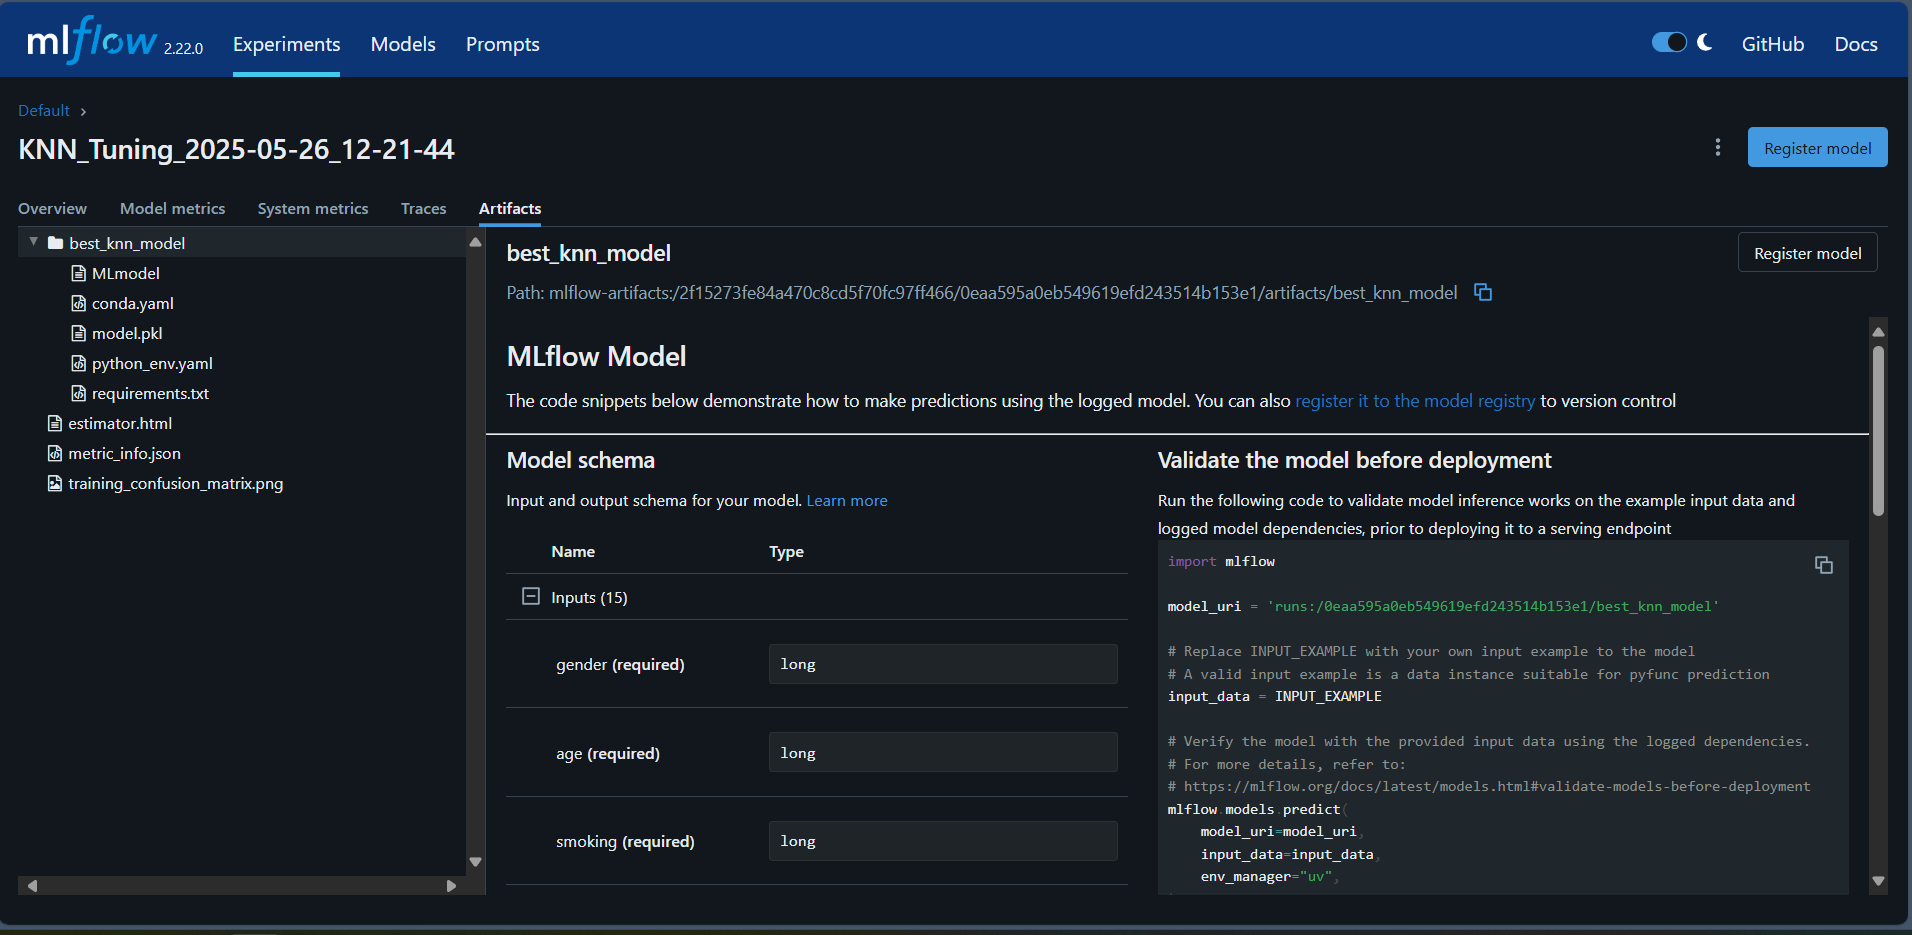 mlflow 2.22.0 Experiments Models Prompts GitHub Docs
Default ›
KNN_Tuning_2025-05-26_12-21-44
Register model
Overview Model metrics System metrics Traces Artifacts
best_knn_model
MLmodel
conda.yaml
model.pkl
python_env.yaml
requirements.txt
estimator.html
metric_info.json
training_confusion_matrix.png
best_knn_model
Register model
Path: mlflow-artifacts:/2f15273fe84a470c8cd5f70fc97ff466/0eaa595a0eb549619efd243514b153e1/artifacts/best_knn_model
MLflow Model
The code snippets below demonstrate how to make predictions using the logged model. You can also register it to the model registry to version control
Model schema
Input and output schema for your model. Learn more
Name Type
Inputs (15)
gender (required) long
age (required) long
smoking (required) long
Validate the model before deployment
Run the following code to validate model inference works on the example input data and
logged model dependencies, prior to deploying it to a serving endpoint
import mlflow
model_uri = 'runs:/0eaa595a0eb549619efd243514b153e1/best_knn_model'
# Replace INPUT_EXAMPLE with your own input example to the model
# A valid input example is a data instance suitable for pyfunc prediction
input_data = INPUT_EXAMPLE
# Verify the model with the provided input data using the logged dependencies.
# For more details, refer to:
# https://mlflow.org/docs/latest/models.html#validate-models-before-deployment
mlflow.models.predict(
model_uri=model_uri,
input_data=input_data,
env_manager="uv",